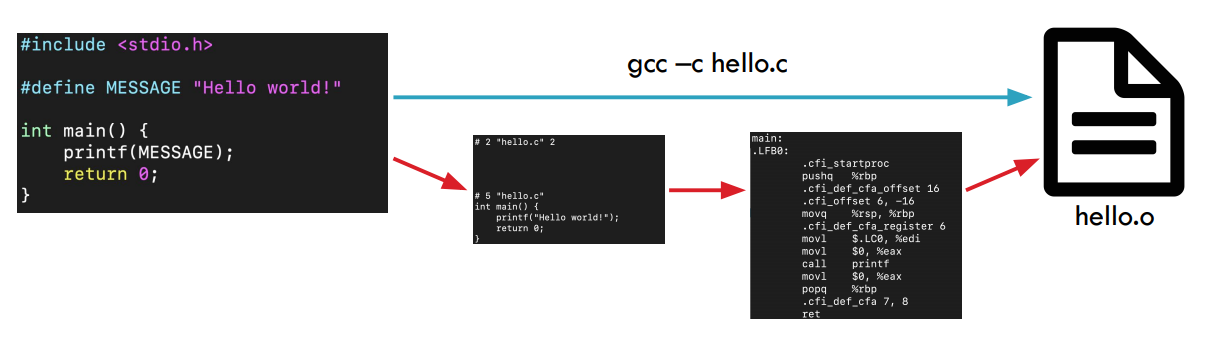 #include <stdio.h>
#define MESSAGE "Hello world!"
int main() {
    printf(MESSAGE);
    return 0;
}
gcc –c hello.c
# 2 "hello.c" 2
# 5 "hello.c"
int main() {
    printf("Hello world!");
    return 0;
}
main:
.LFB0:
        .cfi_startproc
        pushq   %rbp
        .cfi_def_cfa_offset 16
        .cfi_offset 6, -16
        movq    %rsp, %rbp
        .cfi_def_cfa_register 6
        movl    $.LC0, %edi
        movl    $0, %eax
        call    printf
        movl    $0, %eax
        popq    %rbp
        .cfi_def_cfa 7, 8
        ret
hello.o